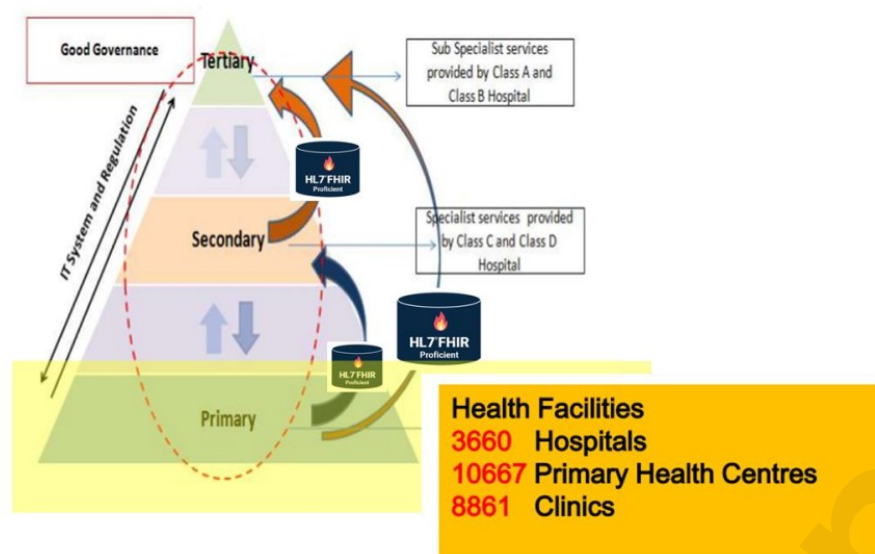 Good Governance
Tertiary
Sub Specialist services
provided by Class A and
Class B Hospital
IT System and Regulation
HL7 FHIR
Proficient
Secondary
Specialist services provided
by Class C and Class D
Hospital
HL7 FHIR
Proficient
HL7 FHIR
Proficient
Primary
Health Facilities
3660 Hospitals
10667 Primary Health Centres
8861 Clinics